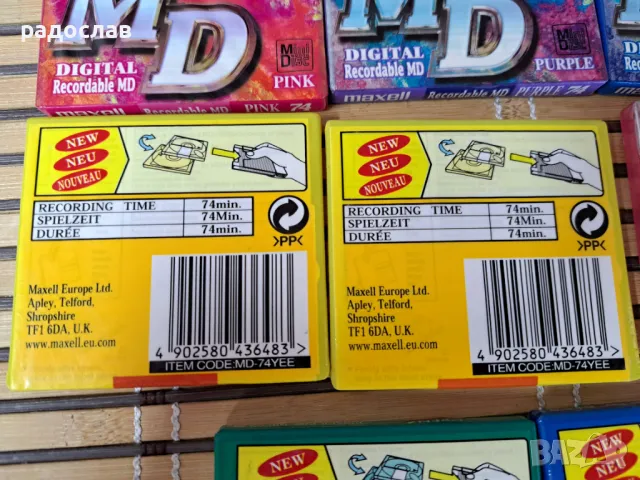 радослав
MD
DIGITAL
Recordable MD
PINK
maxell Recordable MD PINK 74
MD
DIGITAL
Recordable MD
PURPLE
maxell Recordable MD PURPLE 74
NEW
NEU
NOUVEAU
RECORDING TIME 74min.
SPIELZEIT 74Min.
DURÉE 74min.
>PP<
Maxell Europe Ltd.
Apley, Telford,
Shropshire
TF1 6DA, U.K.
www.maxell.eu.com
4 902580 436483 >
ITEM CODE:MD-74YEE
NEW
NEU
NOUVEAU
RECORDING TIME 74min.
SPIELZEIT 74Min.
DURÉE 74min.
>PP<
Maxell Europe Ltd.
Apley, Telford,
Shropshire
TF1 6DA, U.K.
www.maxell.eu.com
4 902580 436483 >
ITEM CODE:MD-74YEE
NEW
NEW
NEU
BAZAR